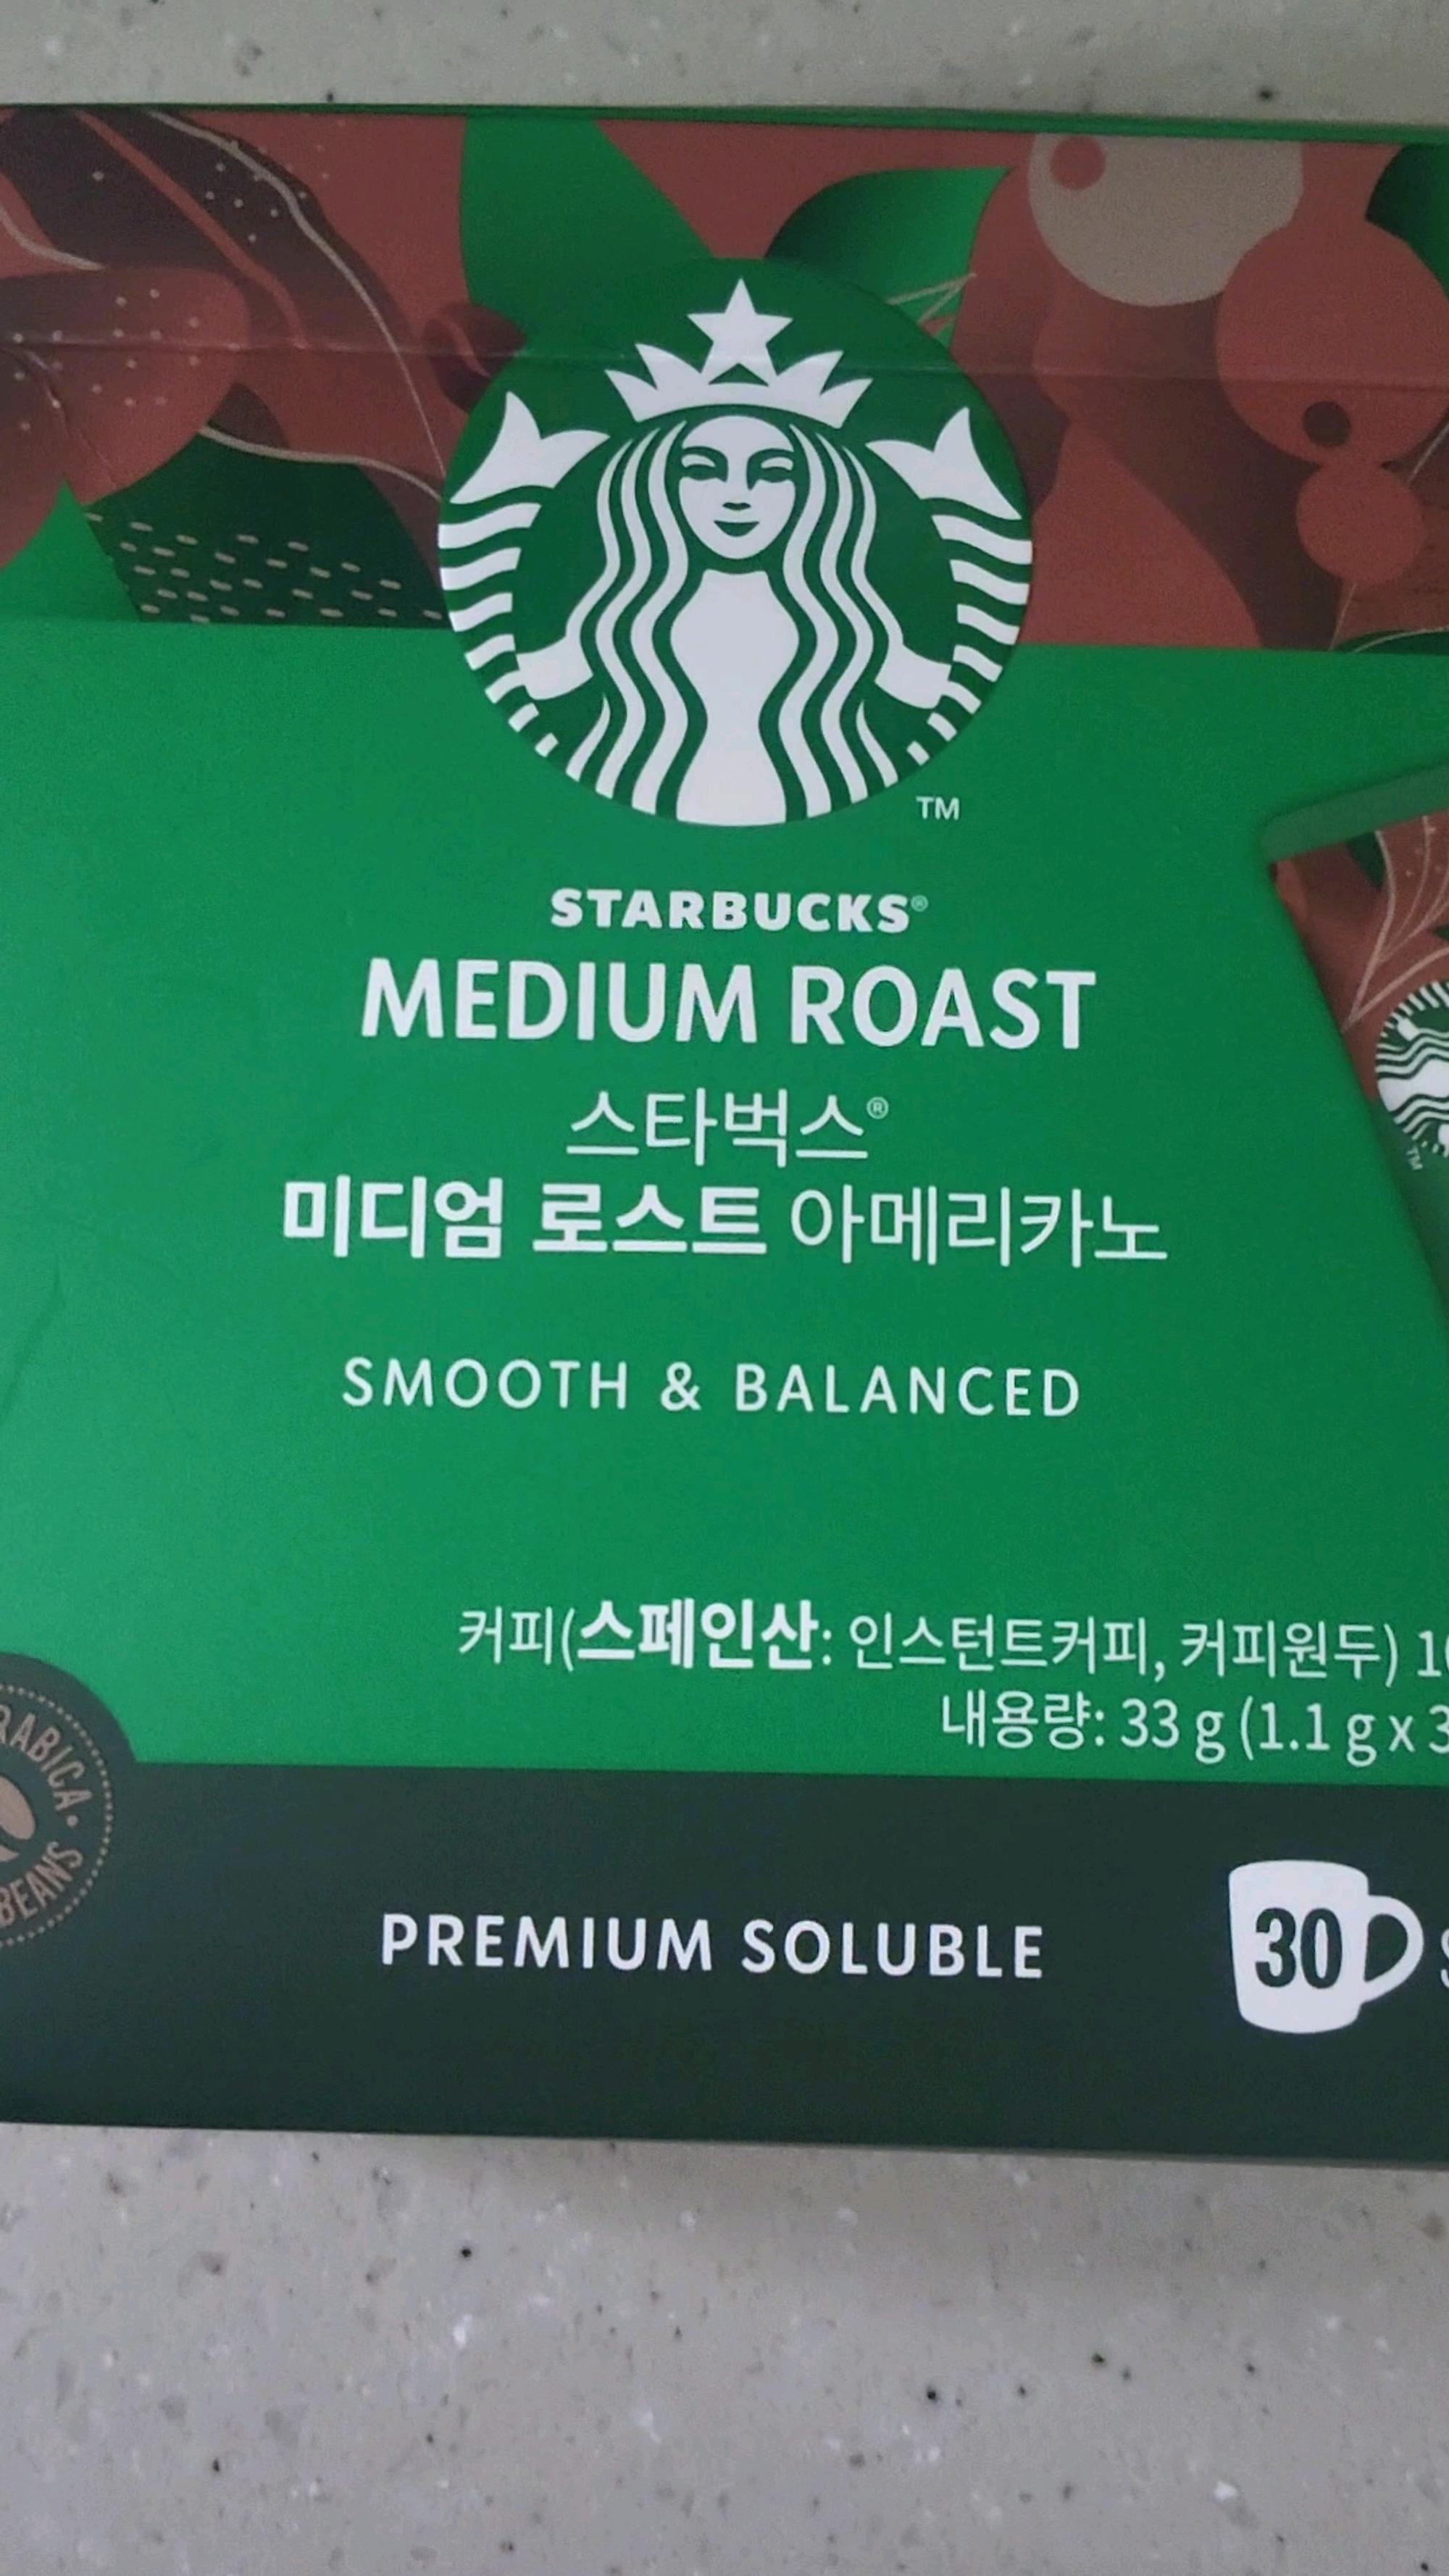 TM
STARBUCKS®
MEDIUM ROAST
스타벅스®
미디엄 로스트 아메리카노
SMOOTH & BALANCED
커피(스페인산: 인스턴트커피, 커피원두)
내용량: 33 g (1.1 g x
BEANS
PREMIUM SOLUBLE
30
TM